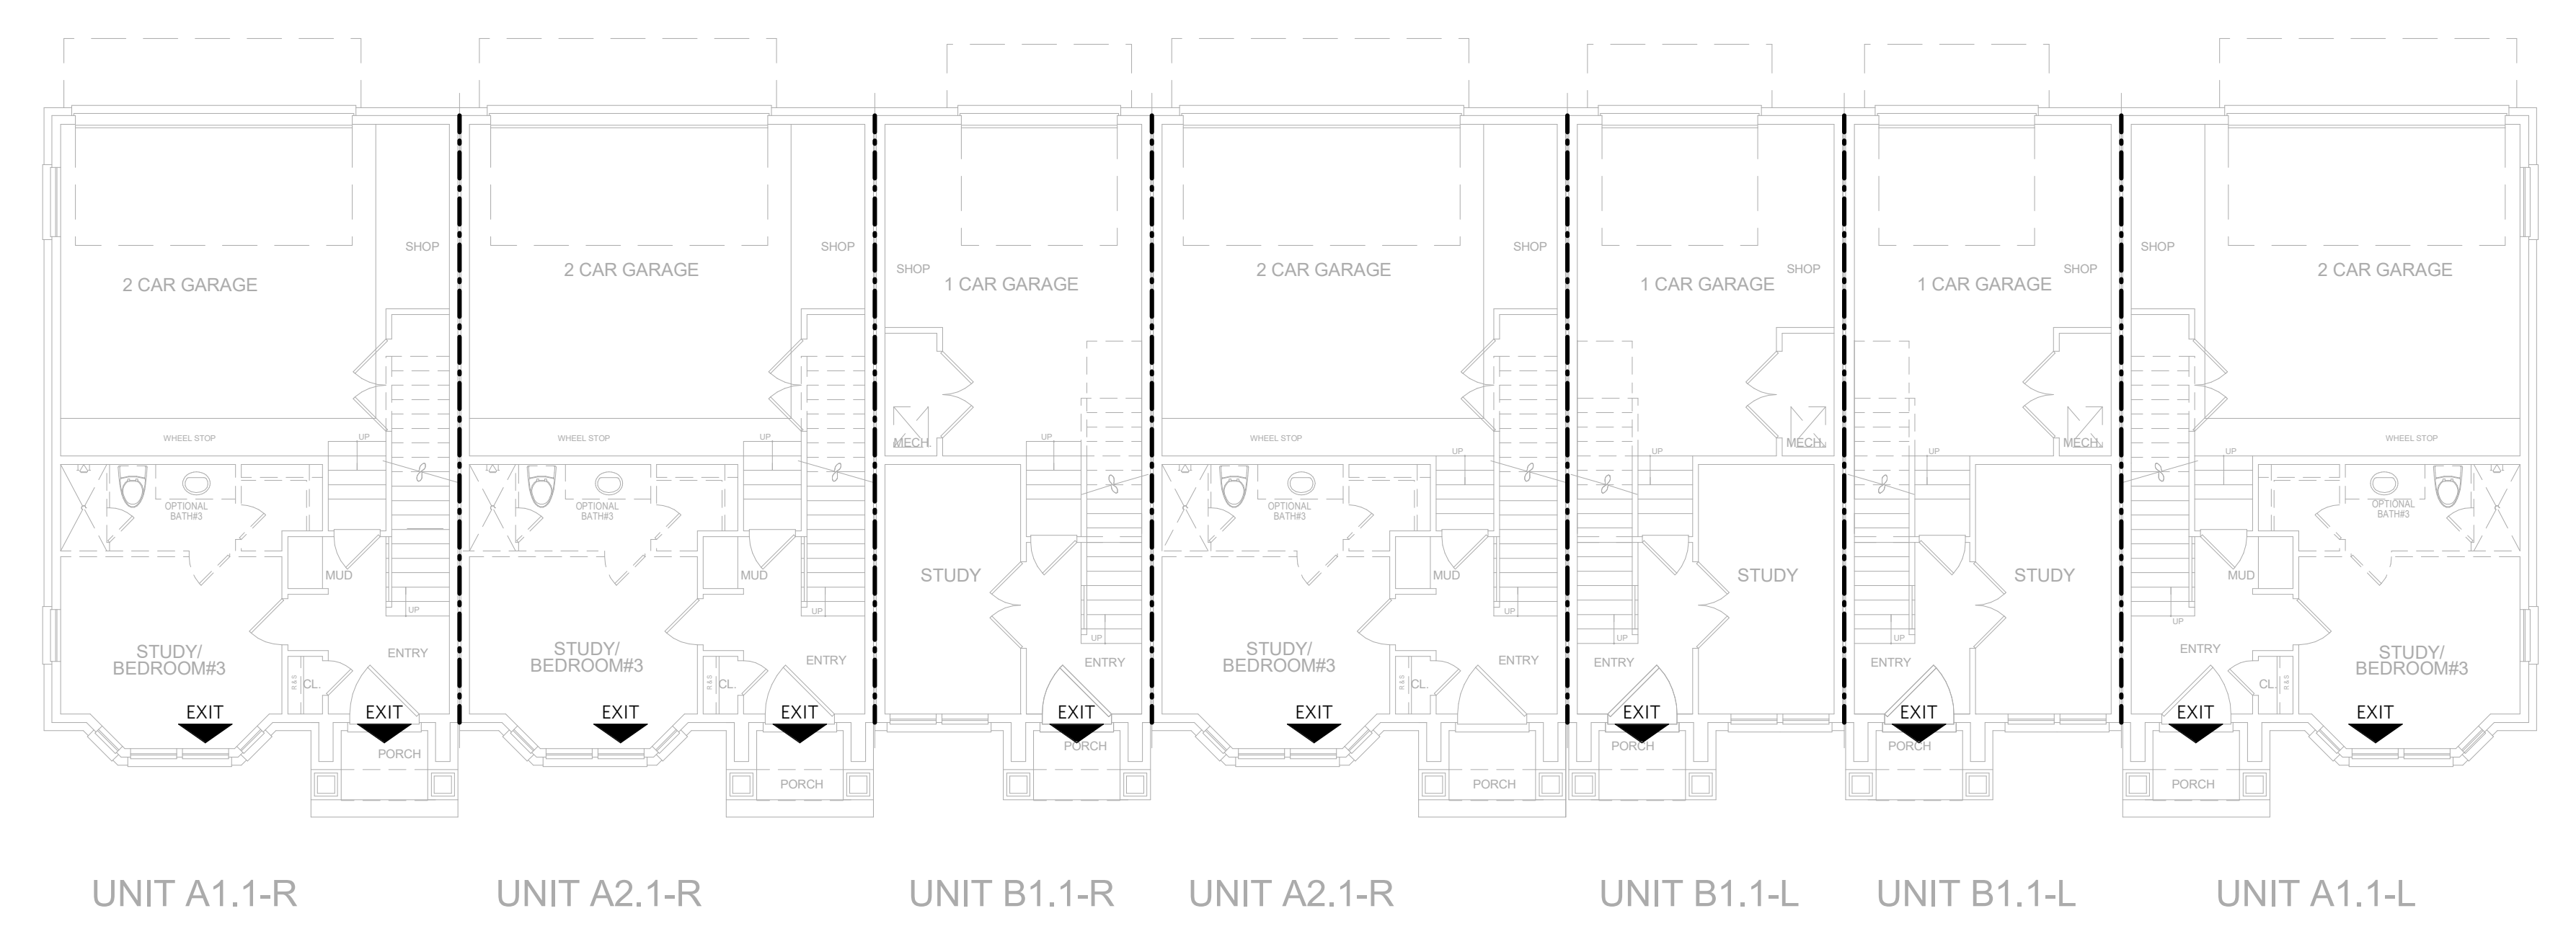 SHOP
2 CAR GARAGE
WHEEL STOP
UP
OPTIONAL
BATH#3
MUD
UP
STUDY/
BEDROOM#3
ENTRY
R&S
CL.
EXIT
EXIT
PORCH
UNIT A1.1-R
SHOP
2 CAR GARAGE
WHEEL STOP
UP
OPTIONAL
BATH#3
MUD
UP
STUDY/
BEDROOM#3
ENTRY
R&S
CL.
EXIT
EXIT
PORCH
UNIT A2.1-R
SHOP
1 CAR GARAGE
MECH.
UP
STUDY
UP
ENTRY
EXIT
PORCH
UNIT B1.1-R
SHOP
2 CAR GARAGE
WHEEL STOP
UP
OPTIONAL
BATH#3
MUD
UP
STUDY/
BEDROOM#3
ENTRY
R&S
CL.
EXIT
PORCH
UNIT A2.1-R
SHOP
1 CAR GARAGE
MECH.
UP
STUDY
UP
ENTRY
EXIT
PORCH
UNIT B1.1-L
SHOP
1 CAR GARAGE
MECH.
UP
STUDY
UP
ENTRY
EXIT
PORCH
UNIT B1.1-L
SHOP
2 CAR GARAGE
WHEEL STOP
UP
OPTIONAL
BATH#3
MUD
UP
ENTRY
STUDY/
BEDROOM#3
CL.
R&S
EXIT
EXIT
PORCH
UNIT A1.1-L